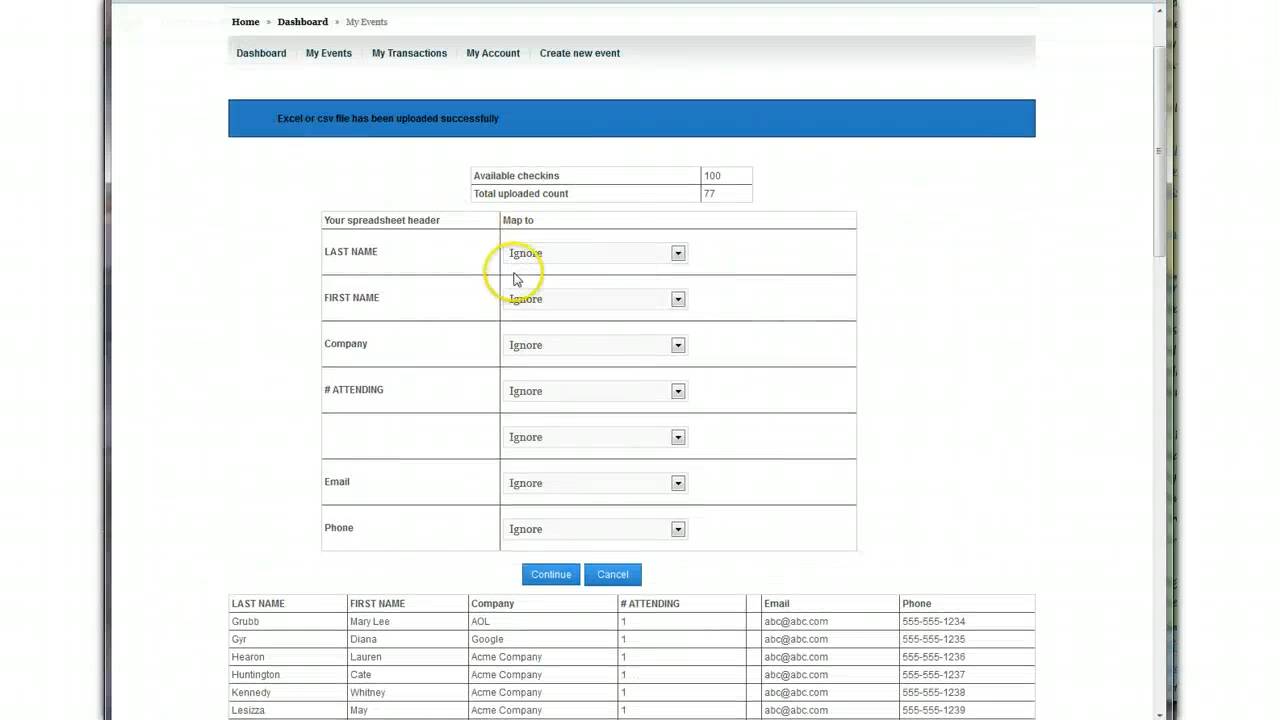 Home » Dashboard » My Events
Dashboard My Events My Transactions My Account Create new event
Excel or csv file has been uploaded successfully
Available checkins 100
Total uploaded count 77
Your spreadsheet header Map to
LAST NAME Ignore
FIRST NAME Ignore
Company Ignore
# ATTENDING Ignore
Ignore
Email Ignore
Phone Ignore
Continue Cancel
LAST NAME FIRST NAME Company # ATTENDING Email Phone
Grubb Mary Lee AOL 1 abc@abc.com 555-555-1234
Gyr Diana Google 1 abc@abc.com 555-555-1235
Hearon Lauren Acme Company 1 abc@abc.com 555-555-1236
Huntington Cate Acme Company 1 abc@abc.com 555-555-1237
Kennedy Whitney Acme Company 1 abc@abc.com 555-555-1238
Lesizza May Acme Company 1 abc@abc.com 555-555-1239